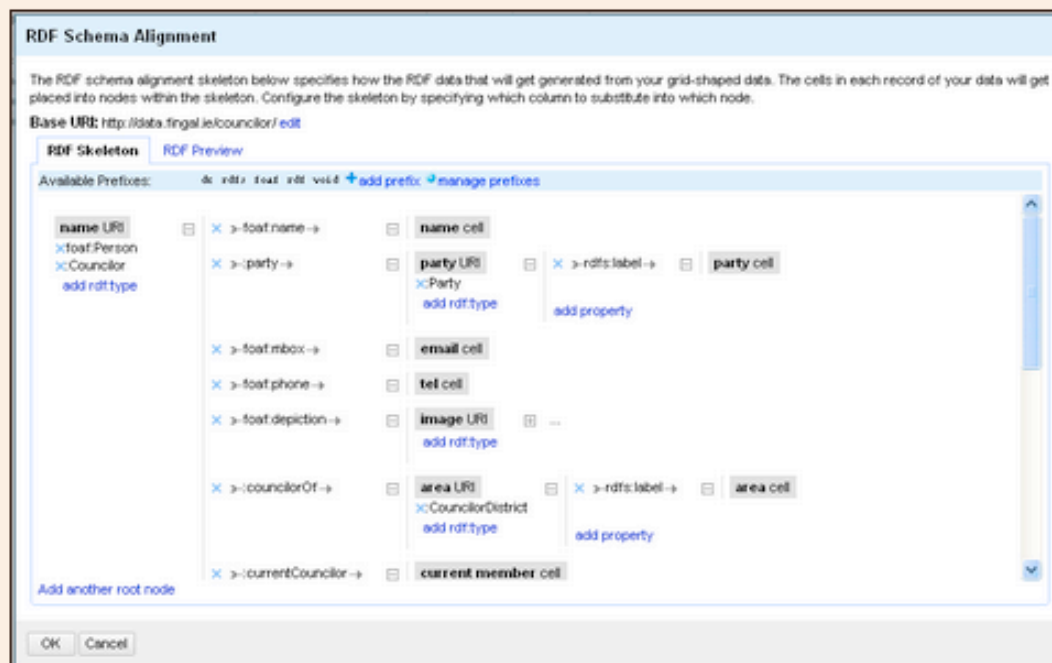 RDF Schema Alignment
The RDF schema alignment skeleton below specifies how the RDF data that will get generated from your grid-shaped data. The cells in each record of your data will get
placed into nodes within the skeleton. Configure the skeleton by specifying which column to substitute into which node.
Base URI: http://data.fingal.ie/councilor/ edit
RDF Skeleton RDF Preview
Available Prefixes: dc rdfs foaf rdf void add prefix manage prefixes
name URI >-foaf:name-> name cell
foaf:Person
:Councilor >-:party-> party URI >-rdfs:label-> party cell
add rdf:type :Party
add rdf:type add property
>-foaf:mbox-> email cell
>-foaf:phone-> tel cell
>-foaf:depiction-> image URI ...
add rdf:type
>-:councilorOf-> area URI >-rdfs:label-> area cell
:CouncilorDistrict
add rdf:type add property
>-:currentCouncilor-> current member cell
Add another root node
OK Cancel